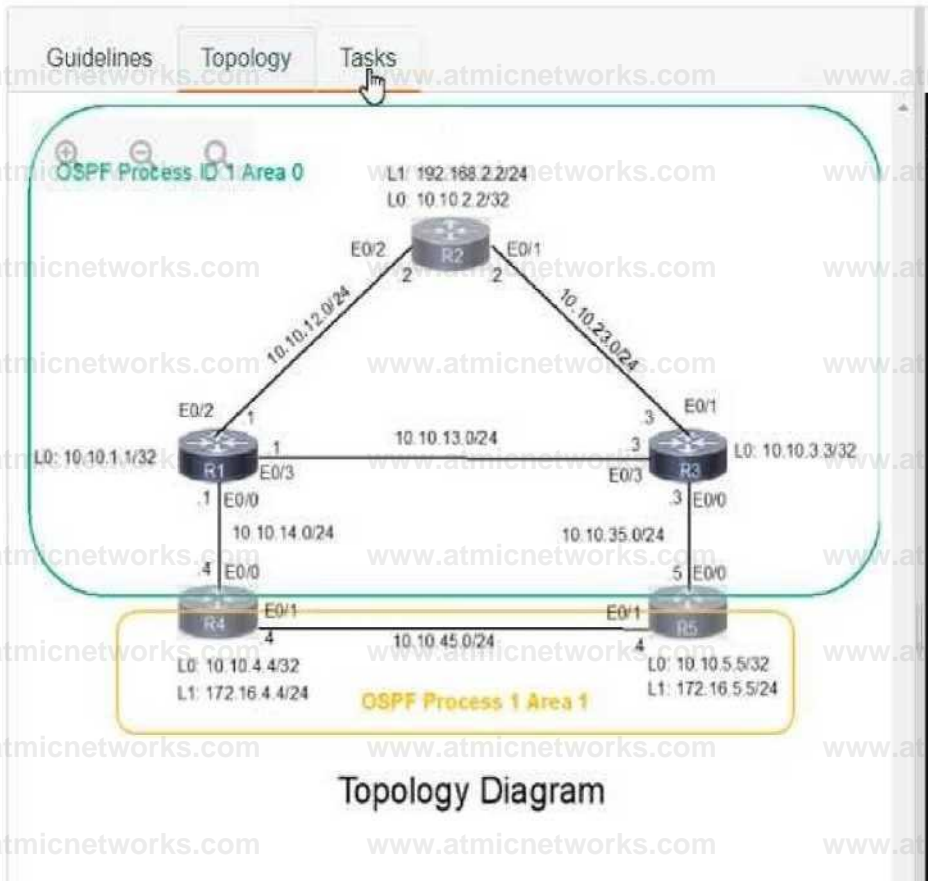 Guidelines Topology Tasks
www.atmicnetworks.com
OSPF Process ID 1 Area 0
L1: 192.168.2.2/24
L0: 10.10.2.2/32
E0/2 R2 E0/1
2 2
10.10.12.0/24
10.10.23.0/24
E0/2 1
3 E0/1
L0: 10.10.1.1/32
R1
.1
E0/3
10.10.13.0/24
3
E0/3
R3
L0: 10.10.3.3/32
.1 E0/0
.3 E0/0
10.10.14.0/24
10.10.35.0/24
.4 E0/0
.5 E0/0
R4
E0/1
.4
10.10.45.0/24
E0/1
.4
R5
L0: 10.10.4.4/32
L1: 172.16.4.4/24
L0: 10.10.5.5/32
L1: 172.16.5.5/24
OSPF Process 1 Area 1
Topology Diagram